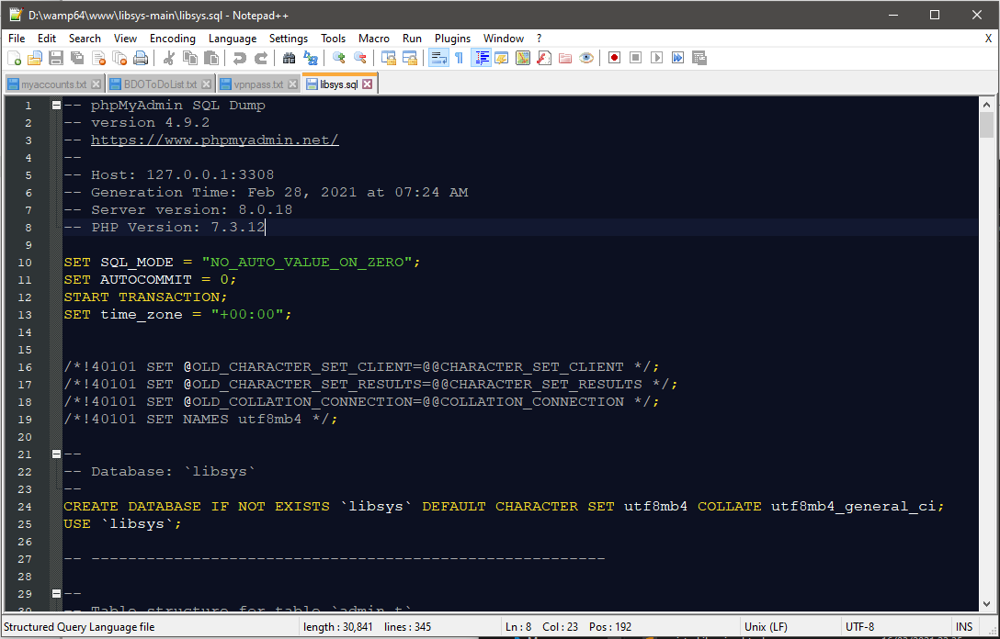 D:\wamp64\www\libsys-main\libsys.sql - Notepad++
File Edit Search View Encoding Language Settings Tools Macro Run Plugins Window ? X
myaccounts.txt BDOToDoList.txt vpnpass.txt libsys.sql
1 -- phpMyAdmin SQL Dump
2 -- version 4.9.2
3 -- https://www.phpmyadmin.net/
4 --
5 -- Host: 127.0.0.1:3308
6 -- Generation Time: Feb 28, 2021 at 07:24 AM
7 -- Server version: 8.0.18
8 -- PHP Version: 7.3.12
9
10 SET SQL_MODE = "NO_AUTO_VALUE_ON_ZERO";
11 SET AUTOCOMMIT = 0;
12 START TRANSACTION;
13 SET time_zone = "+00:00";
14
15
16 /*!40101 SET @OLD_CHARACTER_SET_CLIENT=@@CHARACTER_SET_CLIENT */;
17 /*!40101 SET @OLD_CHARACTER_SET_RESULTS=@@CHARACTER_SET_RESULTS */;
18 /*!40101 SET @OLD_COLLATION_CONNECTION=@@COLLATION_CONNECTION */;
19 /*!40101 SET NAMES utf8mb4 */;
20
21 --
22 -- Database: `libsys`
23 --
24 CREATE DATABASE IF NOT EXISTS `libsys` DEFAULT CHARACTER SET utf8mb4 COLLATE utf8mb4_general_ci;
25 USE `libsys`;
26
27 -- --------------------------------------------------------
28
29 --
30 -- Table structure for table `admin_t`
Structured Query Language file length : 30,841 lines : 345 Ln : 8 Col : 23 Pos : 192 Unix (LF) UTF-8 INS